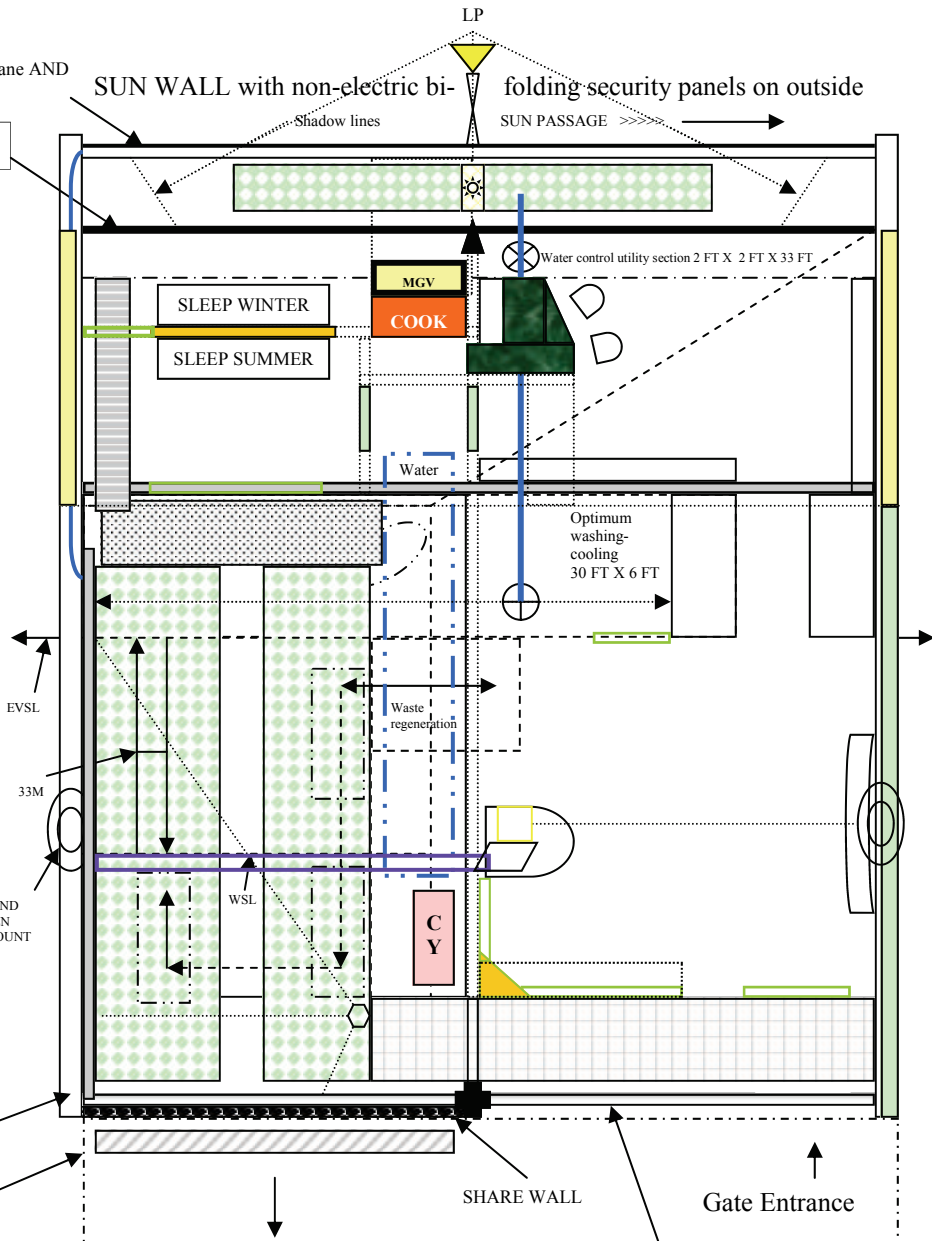 LP
ane AND
SUN WALL with non-electric bi- folding security panels on outside
Shadow lines
SUN PASSAGE >>>>>
Water control utility section 2 FT X 2 FT X 33 FT
MGV
SLEEP WINTER
COOK
SLEEP SUMMER
Water
Optimum
washing-
cooling
30 FT X 6 FT
EVSL
Waste
regeneration
33M
WSL
ND
N
OUNT
C
Y
SHARE WALL
Gate Entrance